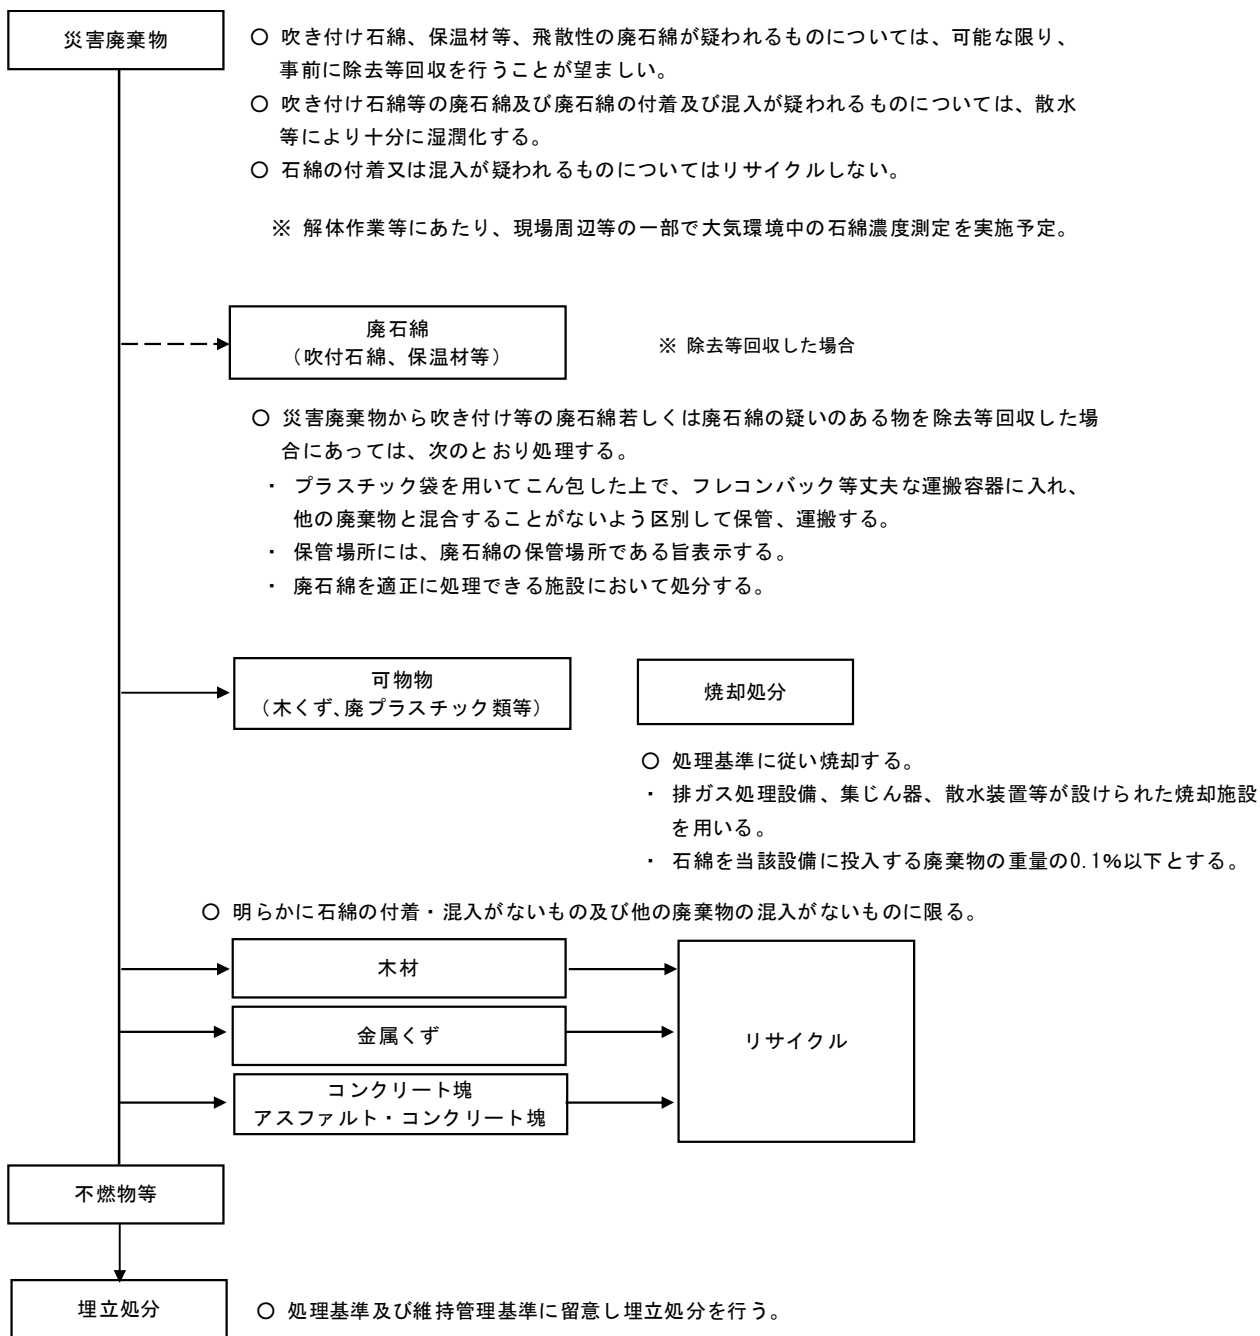 災害廃棄物
○ 吹き付け石綿、保温材等、飛散性の廃石綿が疑われるものについては、可能な限り、
事前に除去等回収を行うことが望ましい。
○ 吹き付け石綿等の廃石綿及び廃石綿の付着及び混入が疑われるものについては、散水
等により十分に湿潤化する。
○ 石綿の付着又は混入が疑われるものについてはリサイクルしない。
※ 解体作業等にあたり、現場周辺等の一部で大気環境中の石綿濃度測定を実施予定。
廃石綿
（吹付石綿、保温材等）
※ 除去等回収した場合
○ 災害廃棄物から吹き付け等の廃石綿若しくは廃石綿の疑いのある物を除去等回収した場
合にあっては、次のとおり処理する。
・ プラスチック袋を用いてこん包した上で、フレコンバック等丈夫な運搬容器に入れ、
他の廃棄物と混合することがないよう区別して保管、運搬する。
・ 保管場所には、廃石綿の保管場所である旨表示する。
・ 廃石綿を適正に処理できる施設において処分する。
可物物
（木くず、廃プラスチック類等）
焼却処分
○ 処理基準に従い焼却する。
・ 排ガス処理設備、集じん器、散水装置等が設けられた焼却施設
を用いる。
・ 石綿を当該設備に投入する廃棄物の重量の0.1%以下とする。
○ 明らかに石綿の付着・混入がないもの及び他の廃棄物の混入がないものに限る。
木材
金属くず
リサイクル
コンクリート塊
アスファルト・コンクリート塊
不燃物等
埋立処分
○ 処理基準及び維持管理基準に留意し埋立処分を行う。